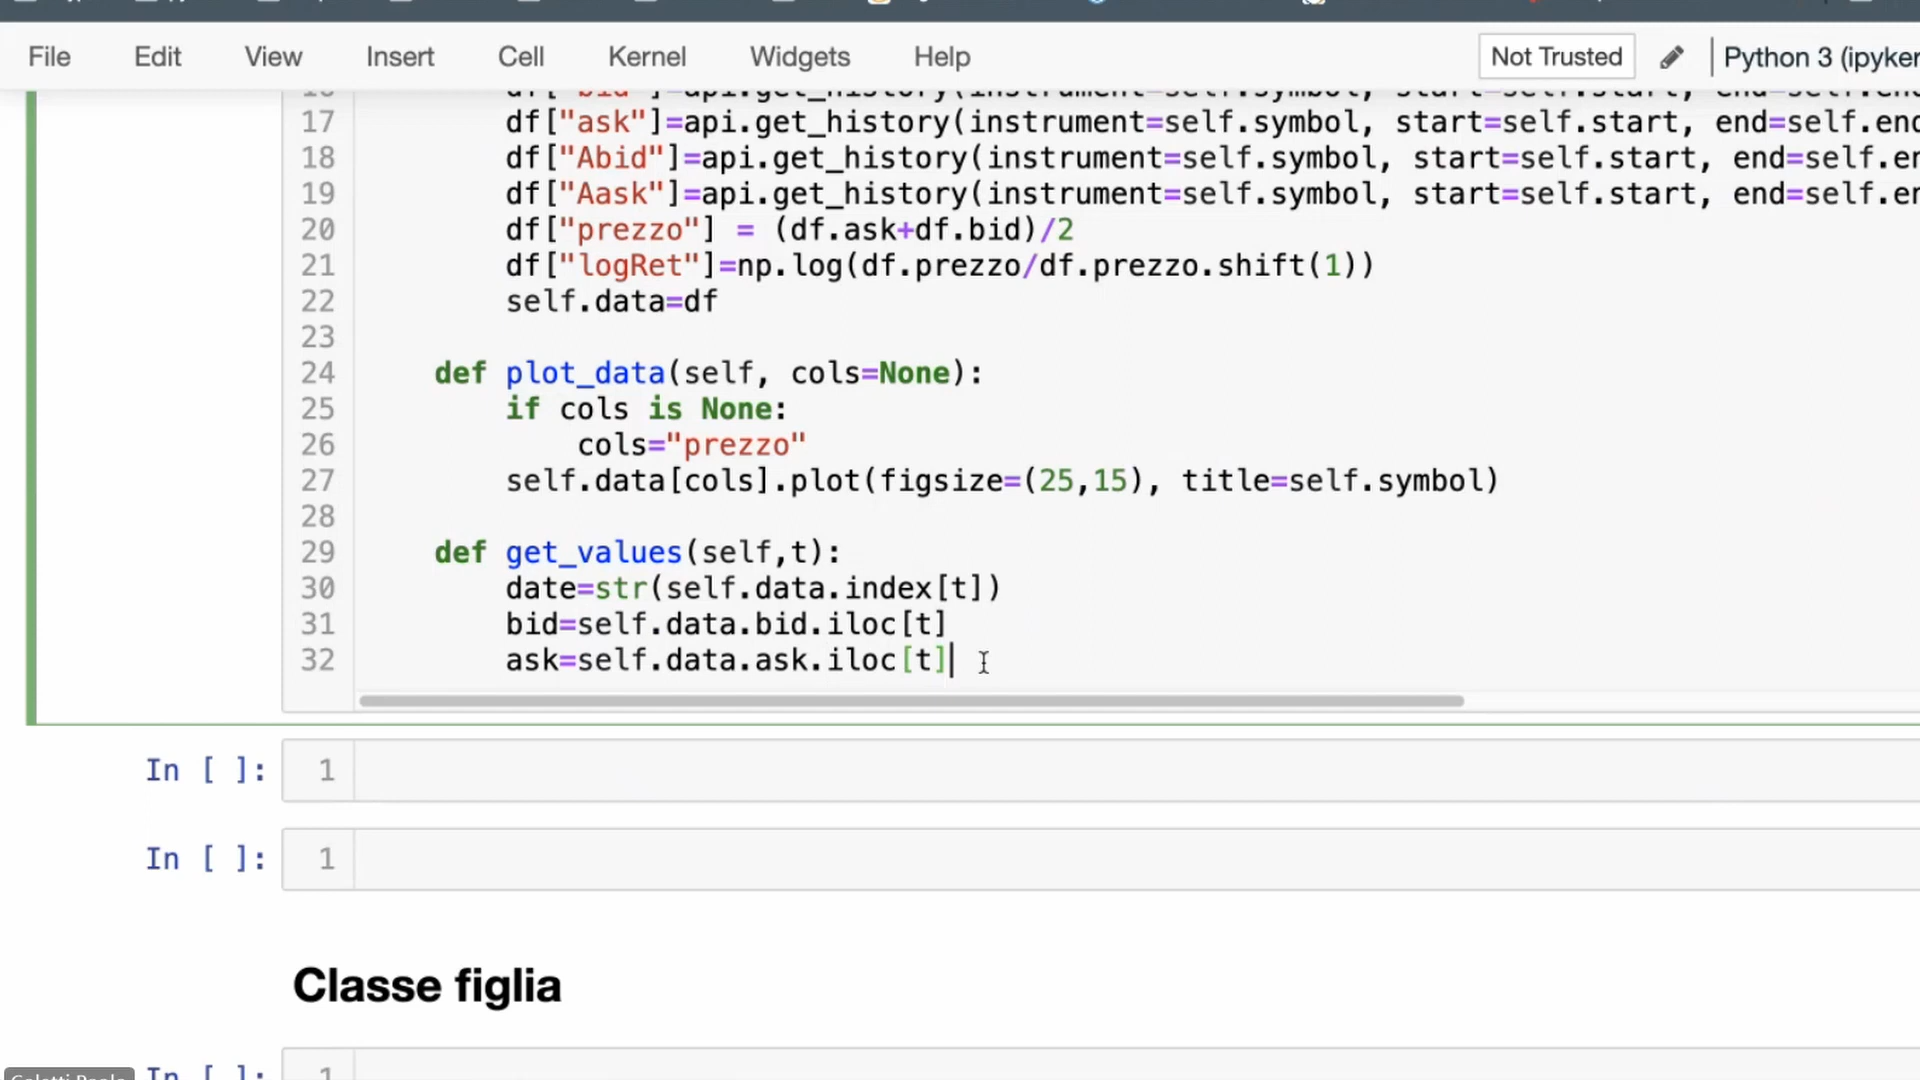 File Edit View Insert Cell Kernel Widgets Help Not Trusted Python 3 (ipyker
17 df["ask"]=api.get_history(instrument=self.symbol, start=self.start, end=self.end
18 df["Abid"]=api.get_history(instrument=self.symbol, start=self.start, end=self.en
19 df["Aask"]=api.get_history(instrument=self.symbol, start=self.start, end=self.en
20 df["prezzo"] = (df.ask+df.bid)/2
21 df["logRet"]=np.log(df.prezzo/df.prezzo.shift(1))
22 self.data=df
23
24 def plot_data(self, cols=None):
25 if cols is None:
26 cols="prezzo"
27 self.data[cols].plot(figsize=(25,15), title=self.symbol)
28
29 def get_values(self,t):
30 date=str(self.data.index[t])
31 bid=self.data.bid.iloc[t]
32 ask=self.data.ask.iloc[t]
In [ ]: 1
In [ ]: 1
Classe figlia
In [ ]: 1